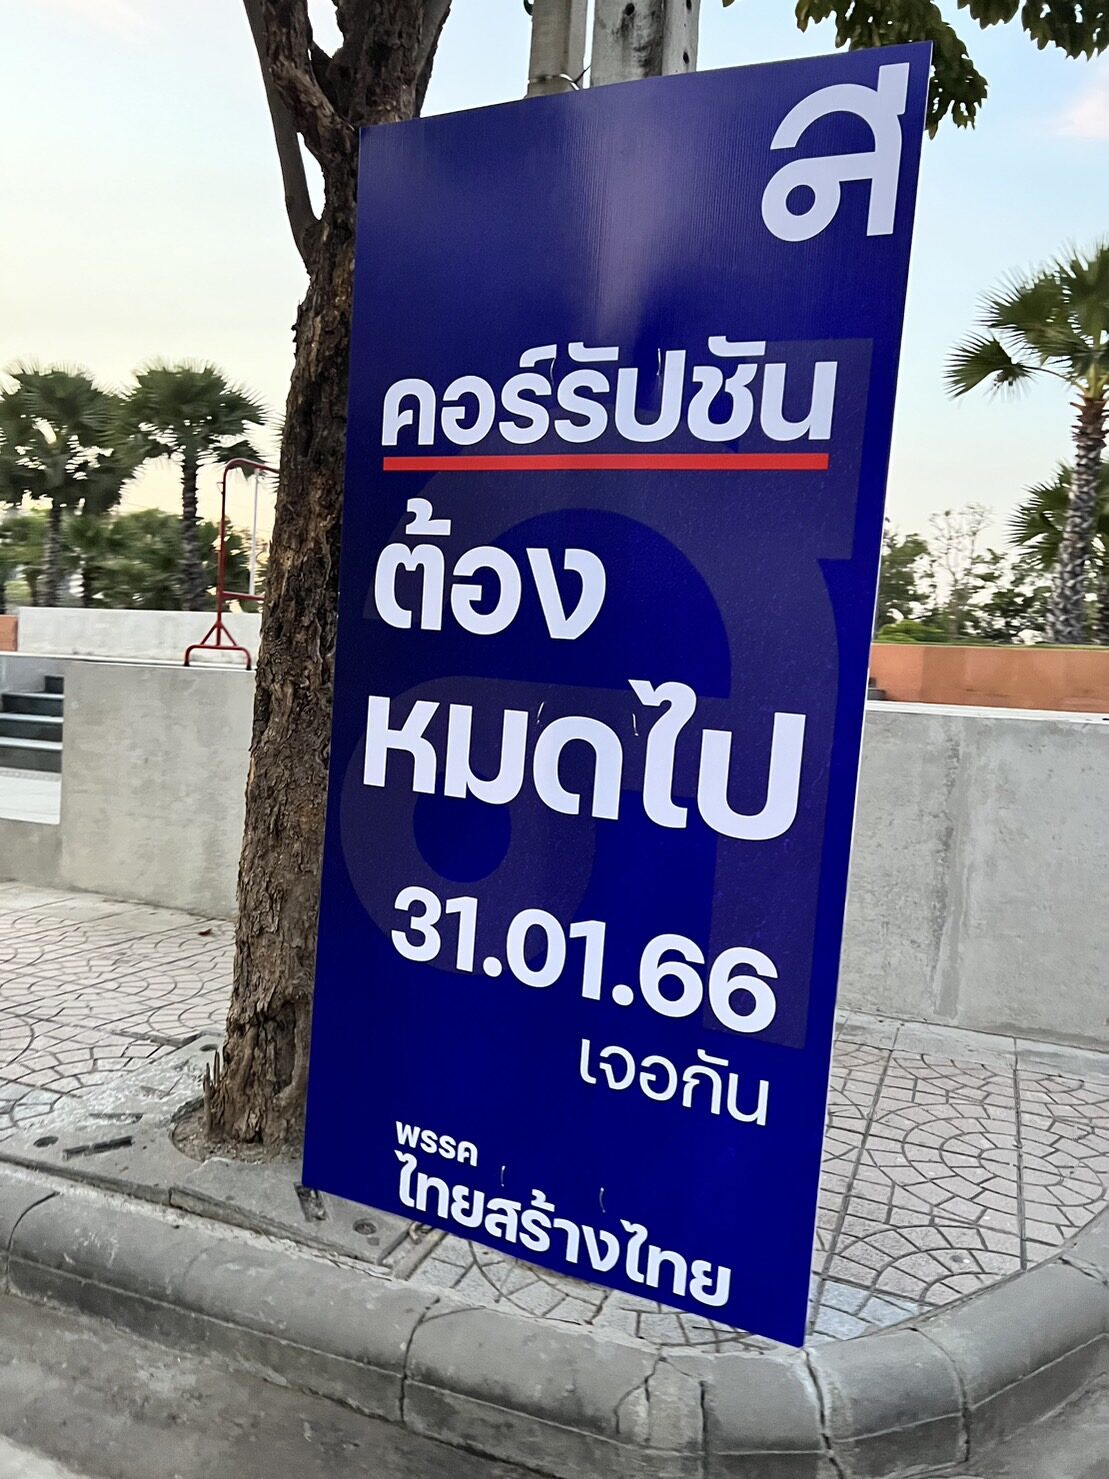 ส
คอร์รัปชัน
ต้อง
หมดไป
31.01.66
เจอกัน
พรรค
ไทยสร้างไทย